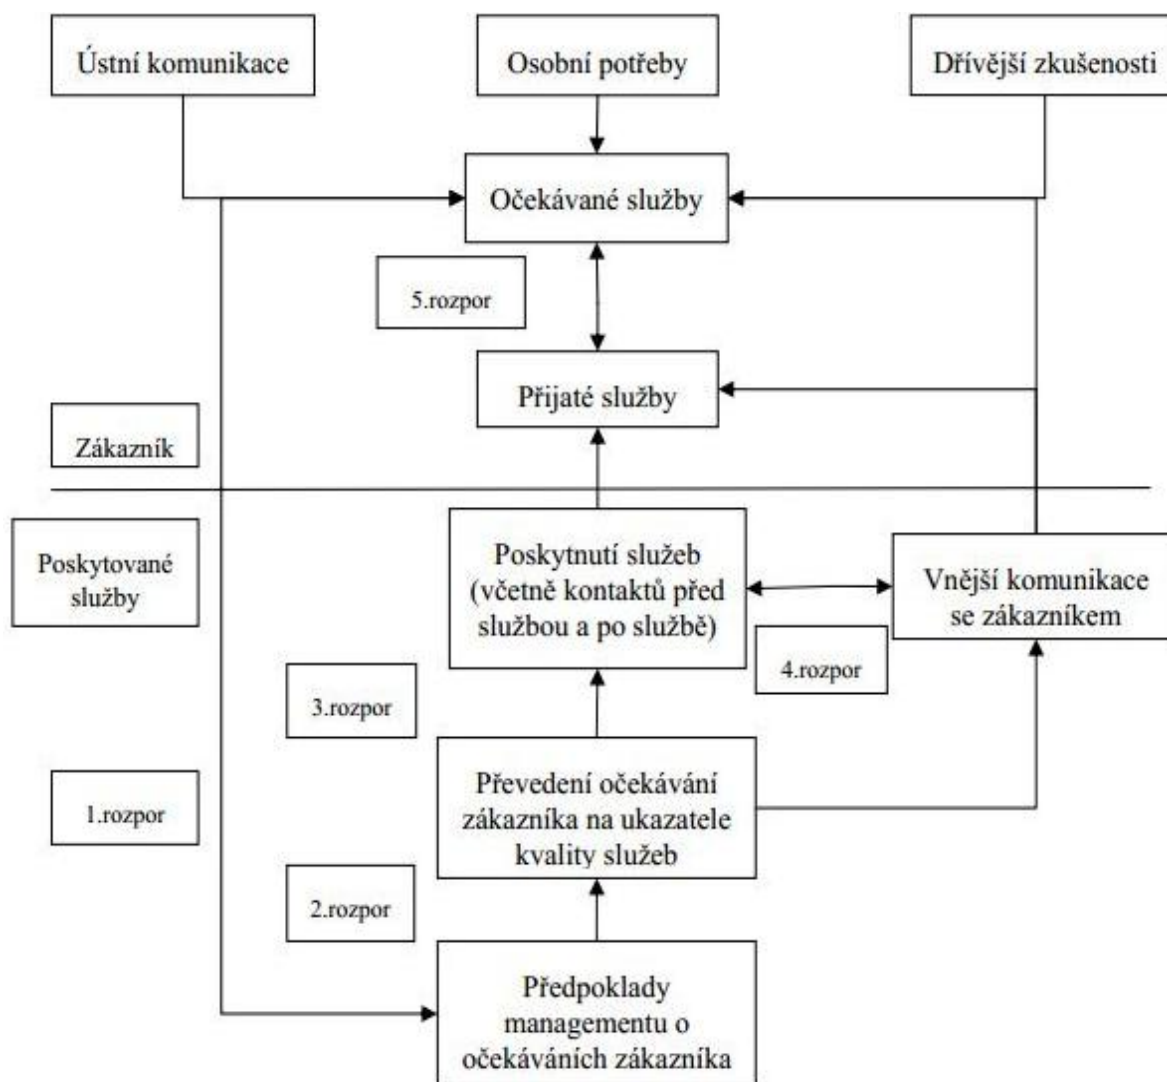 Ústní komunikace
Osobní potřeby
Dřívější zkušenosti
Očekávané služby
5.rozpor
Přijaté služby
Zákazník
Poskytované
služby
Poskytnutí služeb
(včetně kontaktů před
službou a po službě)
Vnější komunikace
se zákazníkem
4.rozpor
3.rozpor
Převedení očekávání
zákazníka na ukazatele
kvality služeb
1.rozpor
2.rozpor
Předpoklady
managementu o
očekáváních zákazníka